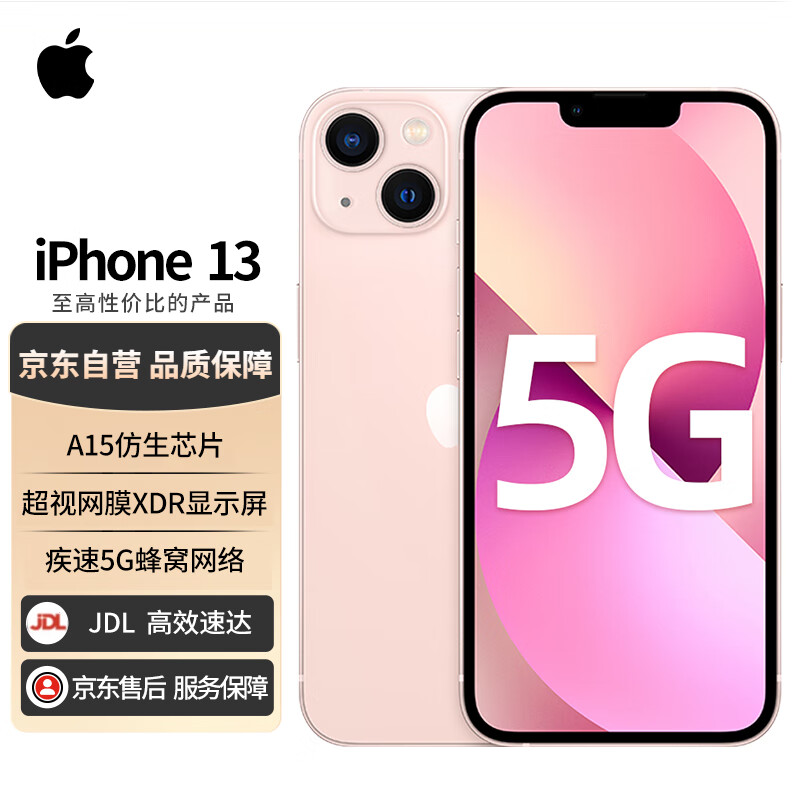 iPhone 13
至高性价比的产品
京东自营 品质保障
A15仿生芯片
超视网膜XDR显示屏
疾速5G蜂窝网络
JDL JDL 高效速达
京东售后 服务保障
5G